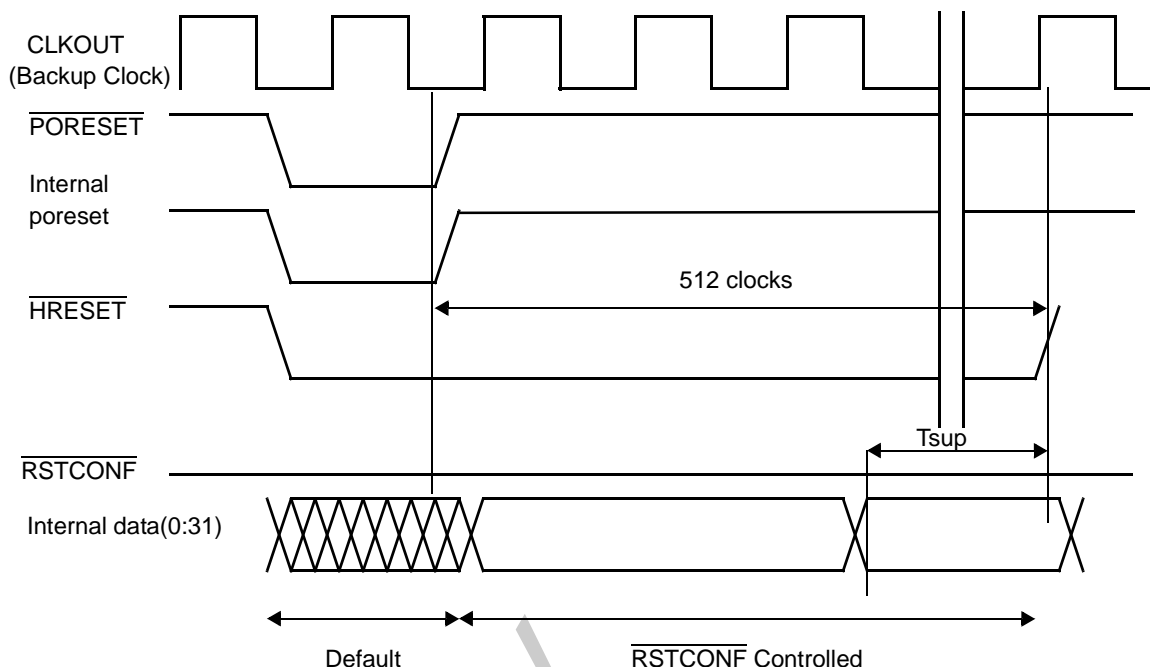 CLKOUT
(Backup Clock)
PORESET
Internal
poreset
512 clocks
HRESET
Tsup
RSTCONF
Internal data(0:31)
Default
RSTCONF Controlled